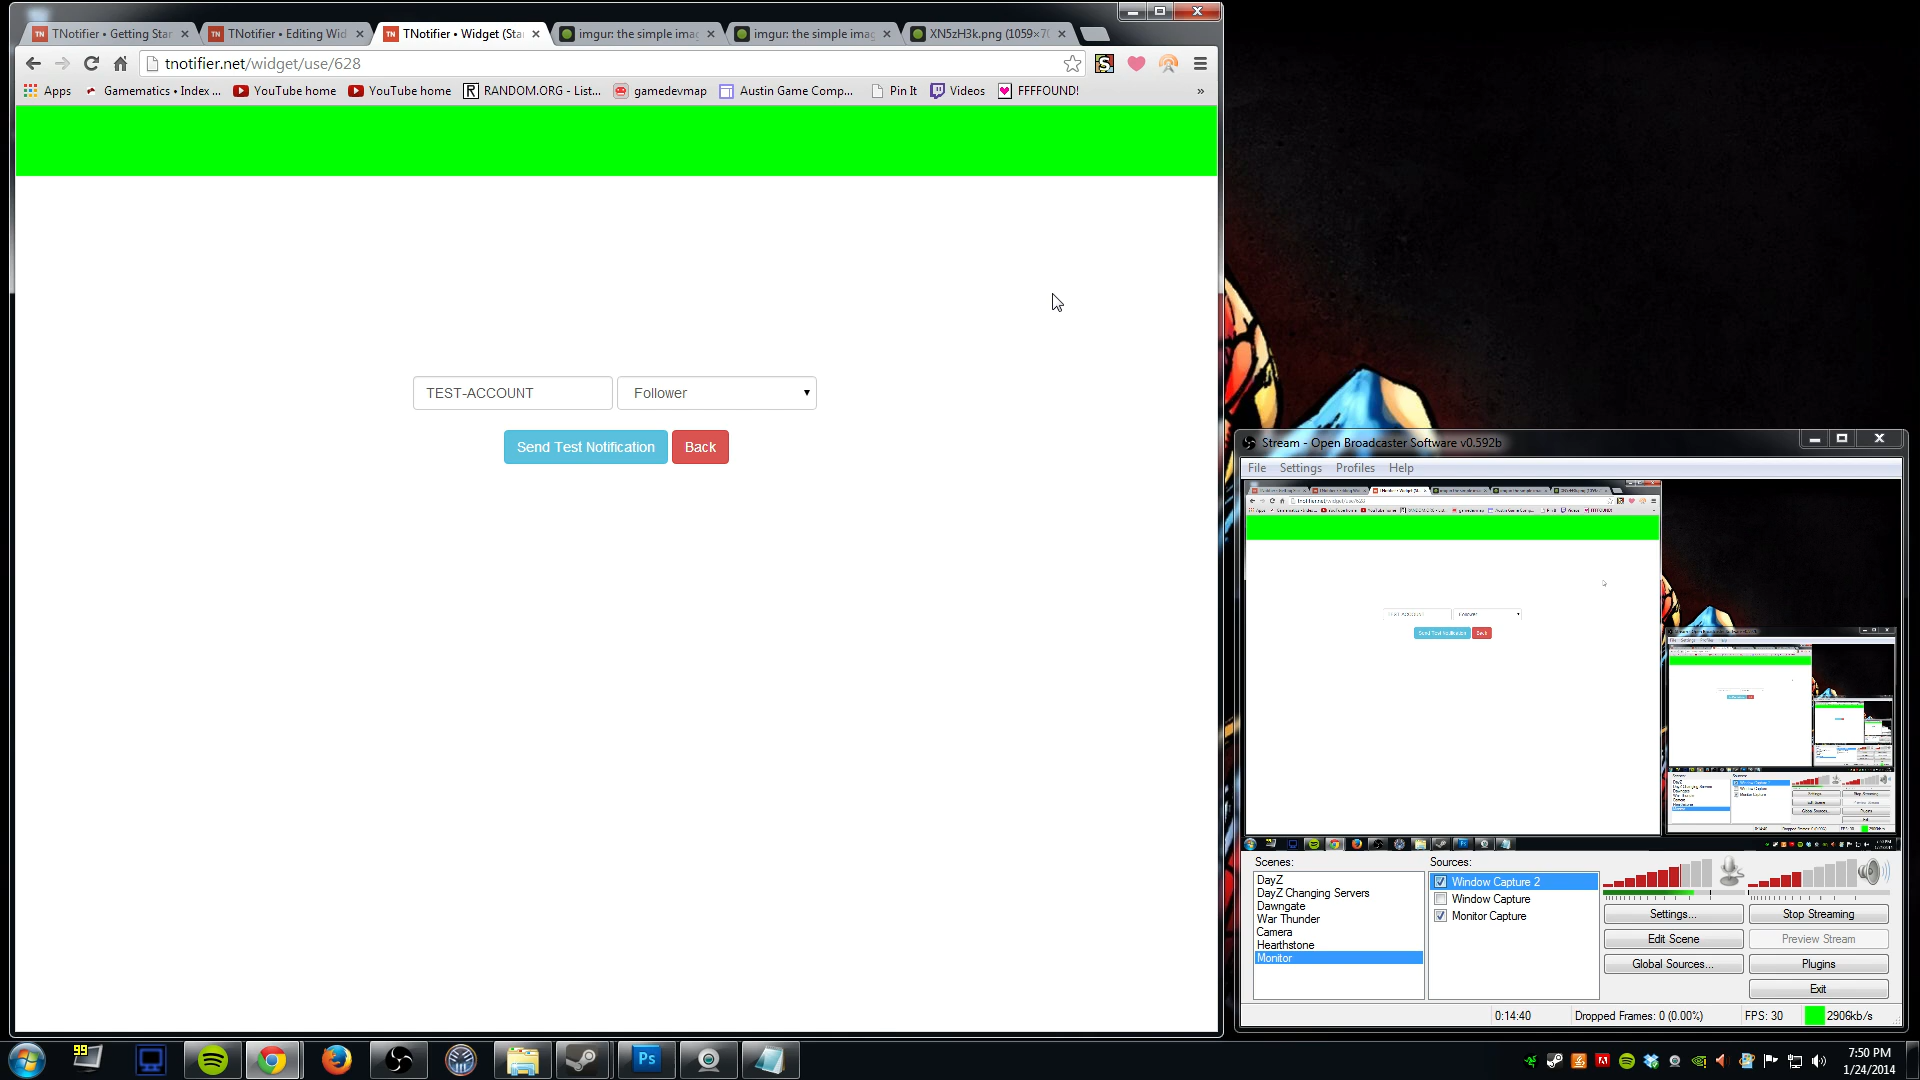 TNotifier • Getting Star
TNotifier • Editing Wid
TNotifier • Widget (Star
imgur: the simple imag
imgur: the simple imag
XN5zH3k.png (1059×70
tnotifier.net/widget/use/628
Apps
Gamematics • Index ...
YouTube home
YouTube home
RANDOM.ORG - List...
gamedevmap
Austin Game Comp...
Pin It
Videos
FFFFOUND!
»
TEST-ACCOUNT
Follower
Send Test Notification
Back
Stream - Open Broadcaster Software v0.592b
File Settings Profiles Help
Scenes:
DayZ
DayZ Changing Servers
Dawngate
War Thunder
Camera
Hearthstone
Monitor
Sources:
Window Capture 2
Window Capture
Monitor Capture
Settings...
Stop Streaming
Edit Scene
Preview Stream
Global Sources...
Plugins
Exit
0:14:40
Dropped Frames: 0 (0.00%)
FPS: 30
2906kb/s
99
Ps
7:50 PM
1/24/2014